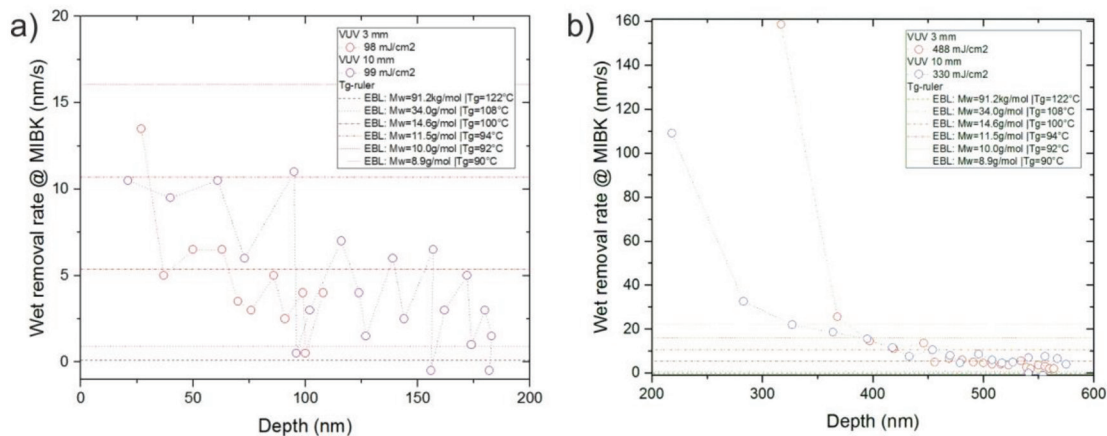 a)
Wet removal rate @ MIBK (nm/s)
20
15
10
5
0
0
50
100
150
200
Depth (nm)
VUV 3 mm
98 mJ/cm2
VUV 10 mm
99 mJ/cm2
Tg-ruler
EBL: Mw=91.2kg/mol |Tg=122°C
EBL: Mw=34.0g/mol |Tg=108°C
EBL: Mw=14.6g/mol |Tg=100°C
EBL: Mw=11.5g/mol |Tg=94°C
EBL: Mw=10.0g/mol |Tg=92°C
EBL: Mw=8.9g/mol |Tg=90°C
b)
Wet removal rate @ MIBK (nm/s)
160
140
120
100
80
60
40
20
0
200
300
400
500
600
Depth (nm)
VUV 3 mm
488 mJ/cm2
VUV 10 mm
330 mJ/cm2
Tg-ruler
EBL: Mw=91.2kg/mol |Tg=122°C
EBL: Mw=34.0g/mol |Tg=108°C
EBL: Mw=14.6g/mol |Tg=100°C
EBL: Mw=11.5g/mol |Tg=94°C
EBL: Mw=10.0g/mol |Tg=92°C
EBL: Mw=8.9g/mol |Tg=90°C